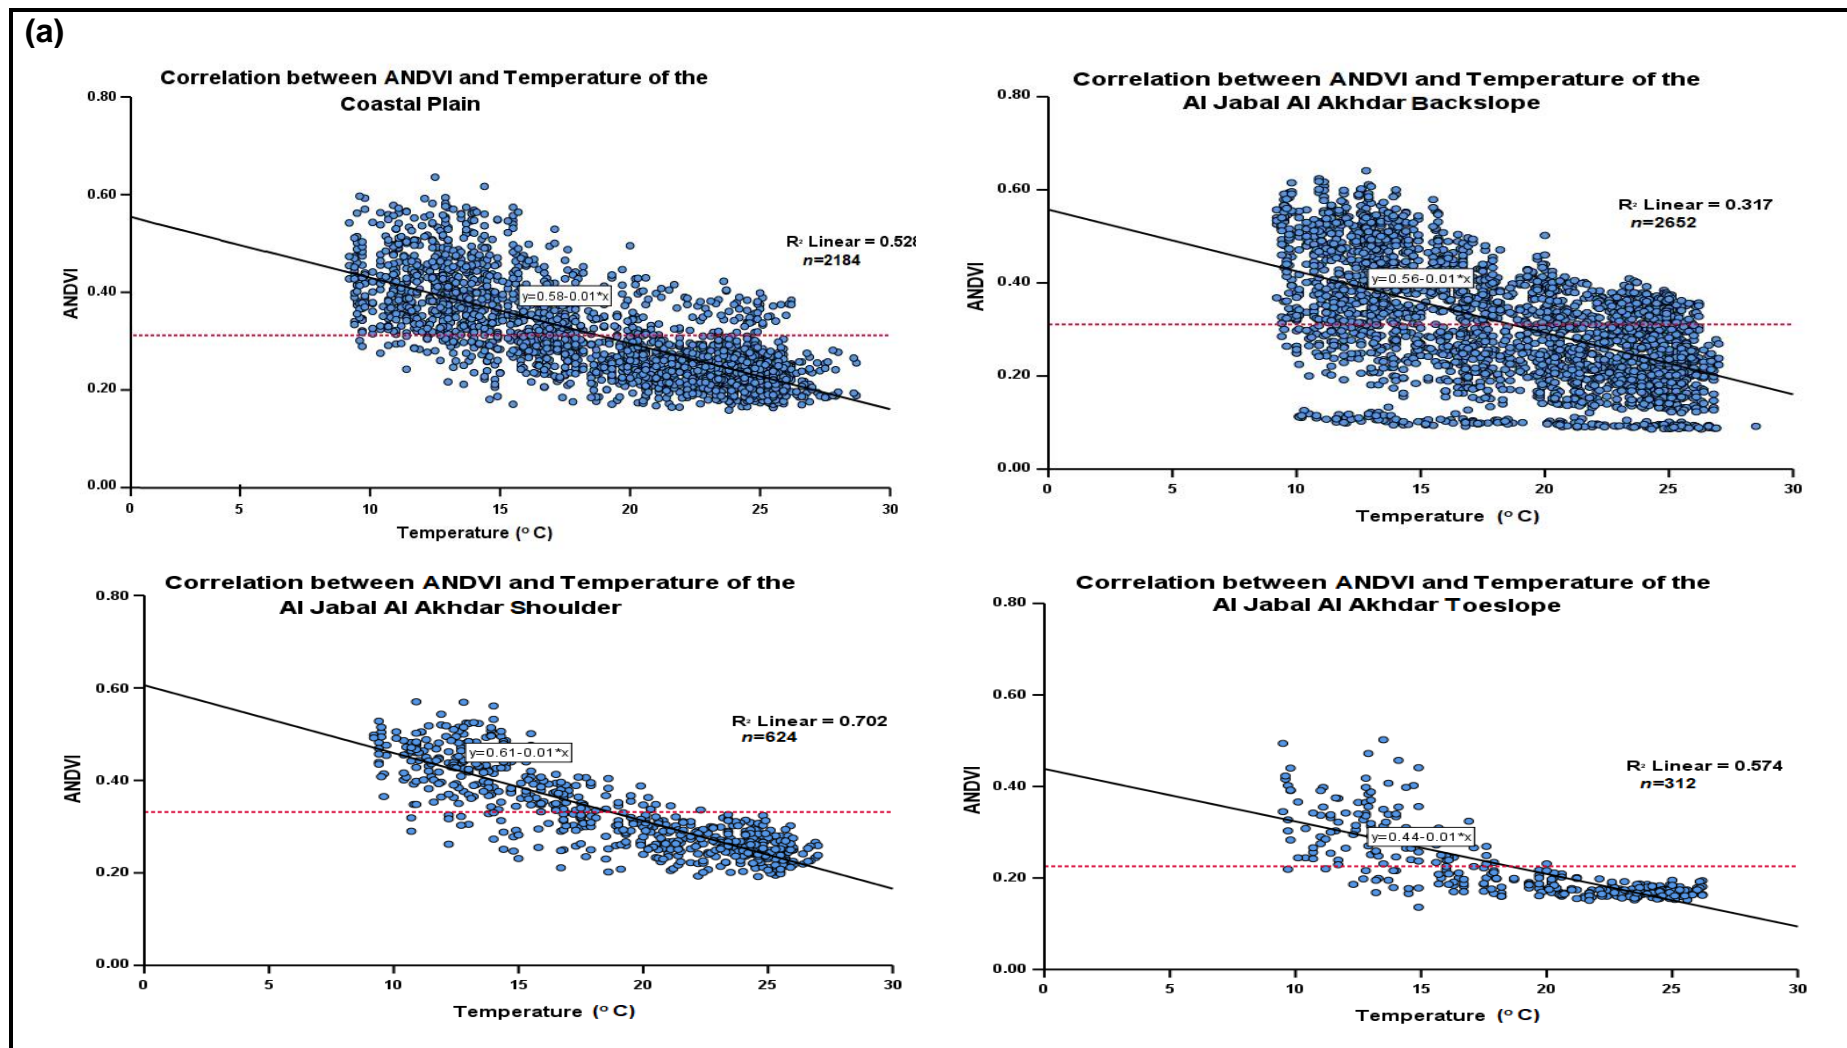 (a)
Correlation between ANDVI and Temperature of the
Coastal Plain
0.80
0.60
0.40
0.20
0.00
ANDVI
R² Linear = 0.528
n=2184
y=0.58-0.01*x
0 5 10 15 20 25 30
Temperature (° C)
Correlation between ANDVI and Temperature of the
Al Jabal Al Akhdar Backslope
0.80
0.60
0.40
0.20
0.00
ANDVI
R² Linear = 0.317
n=2652
y=0.56-0.01*x
0 5 10 15 20 25 30
Temperature (° C)
Correlation between ANDVI and Temperature of the
Al Jabal Al Akhdar Shoulder
0.80
0.60
0.40
0.20
0.00
ANDVI
R² Linear = 0.702
n=624
y=0.61-0.01*x
0 5 10 15 20 25 30
Temperature (° C)
Correlation between ANDVI and Temperature of the
Al Jabal Al Akhdar Toeslope
0.80
0.60
0.40
0.20
0.00
ANDVI
R² Linear = 0.574
n=312
y=0.44-0.01*x
0 5 10 15 20 25 30
Temperature (° C)